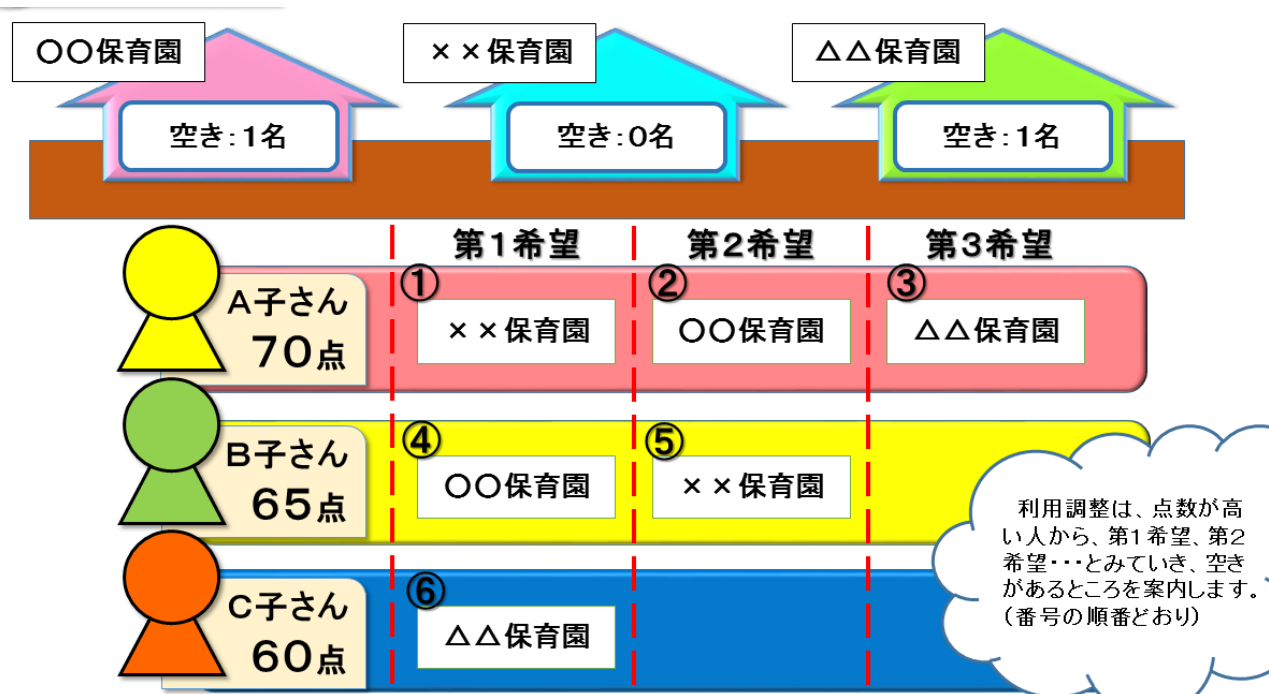 〇〇保育園
××保育園
△△保育園
空き:1名
空き:0名
空き:1名
第1希望
第2希望
第3希望
A子さん
70点
①
××保育園
②
〇〇保育園
③
△△保育園
B子さん
65点
④
〇〇保育園
⑤
××保育園
C子さん
60点
⑥
△△保育園
利用調整は、点数が高
い人から、第1希望、第2
希望・・・とみていき、空き
があるところを案内します。
(番号の順番どおり)